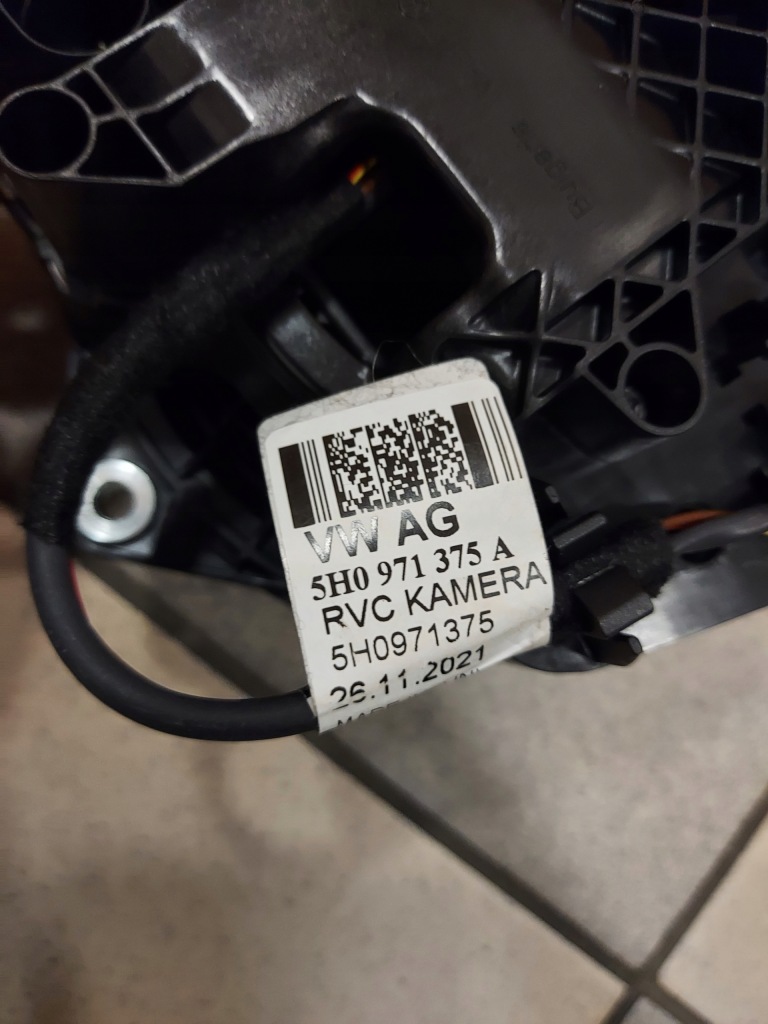 VW AG
5H0 971 375 A
RVC KAMERA
5H0971375
26.11.2021